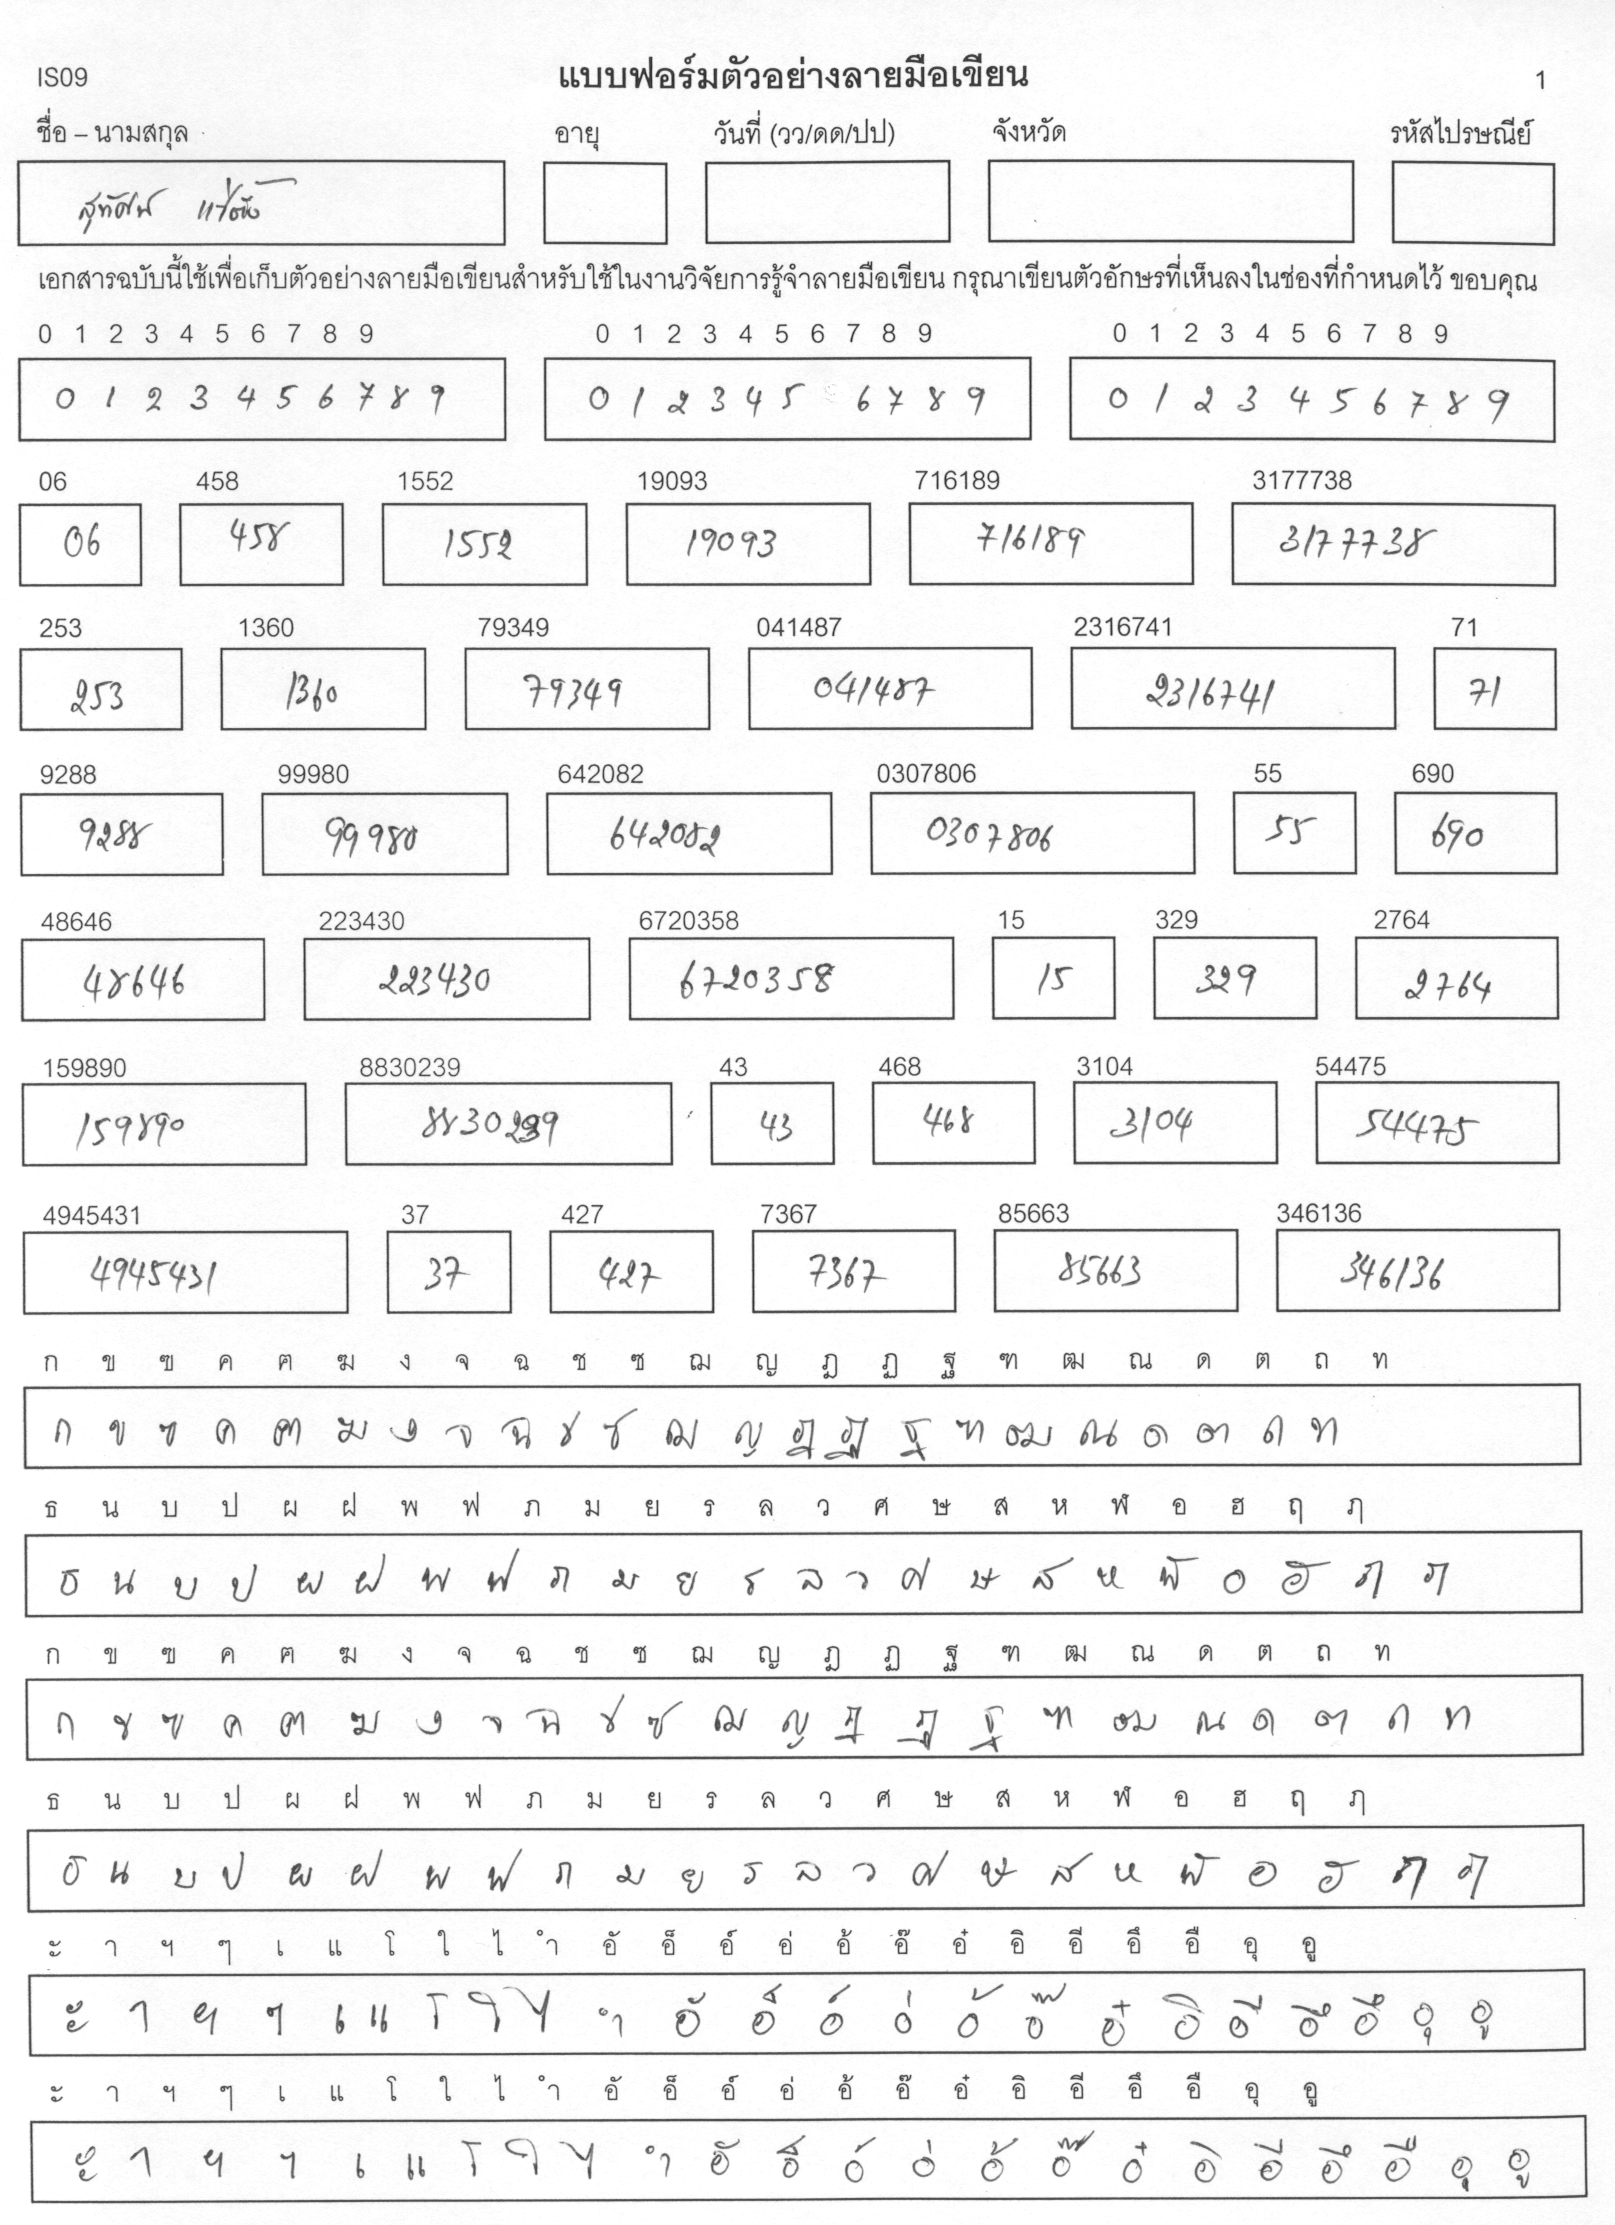 IS09 แบบฟอร์มตัวอย่างลายมือเขียน 1
ชื่อ – นามสกุล อายุ วันที่ (วว/ดด/ปป) จังหวัด รหัสไปรษณีย์
สุทัศน์ แซ่ตั้ง
เอกสารฉบับนี้ใช้เพื่อเก็บตัวอย่างลายมือเขียนสำหรับใช้ในงานวิจัยการรู้จำลายมือเขียน กรุณาเขียนตัวอักษรที่เห็นลงในช่องที่กำหนดไว้ ขอบคุณ
0 1 2 3 4 5 6 7 8 9 0 1 2 3 4 5 6 7 8 9 0 1 2 3 4 5 6 7 8 9
0 1 2 3 4 5 6 7 8 9 0 1 2 3 4 5 6 7 8 9 0 1 2 3 4 5 6 7 8 9
06 458 1552 19093 716189 3177738
06 458 1552 19093 716189 3177738
253 1360 79349 041487 2316741 71
253 1360 79349 041487 2316741 71
9288 99980 642082 0307806 55 690
9288 99980 642082 0307806 55 690
48646 223430 6720358 15 329 2764
48646 223430 6720358 15 329 2764
159890 8830239 43 468 3104 54475
159890 8830239 43 468 3104 54475
4945431 37 427 7367 85663 346136
4945431 37 427 7367 85663 346136
ก ข ฃ ค ฅ ฆ ง จ ฉ ช ซ ฌ ญ ฎ ฏ ฐ ฑ ฒ ณ ด ต ถ ท
ก ข ฃ ค ฅ ฆ ง จ ฉ ช ซ ฌ ญ ฎ ฏ ฐ ฑ ฒ ณ ด ต ถ ท
ธ น บ ป ผ ฝ พ ฟ ภ ม ย ร ล ว ศ ษ ส ห ฬ อ ฮ ฤ ฦ
ธ น บ ป ผ ฝ พ ฟ ภ ม ย ร ล ว ศ ษ ส ห ฬ อ ฮ ฤ ฦ
ก ข ฃ ค ฅ ฆ ง จ ฉ ช ซ ฌ ญ ฎ ฏ ฐ ฑ ฒ ณ ด ต ถ ท
ก ข ฃ ค ฅ ฆ ง จ ฉ ช ซ ฌ ญ ฎ ฏ ฐ ฑ ฒ ณ ด ต ถ ท
ธ น บ ป ผ ฝ พ ฟ ภ ม ย ร ล ว ศ ษ ส ห ฬ อ ฮ ฤ ฦ
ธ น บ ป ผ ฝ พ ฟ ภ ม ย ร ล ว ศ ษ ส ห ฬ อ ฮ ฤ ฦ
ะ า ฯ ๆ เ แ โ ใ ไ ำ อั อ็ อ์ อ่ อ้ อ๊ อ๋ อิ อี อึ อื อุ อู
ะ า ฯ ๆ เ แ โ ใ ไ ำ อั อ็ อ์ อ่ อ้ อ๊ อ๋ อิ อี อึ อื อุ อู
ะ า ฯ ๆ เ แ โ ใ ไ ำ อั อ็ อ์ อ่ อ้ อ๊ อ๋ อิ อี อึ อื อุ อู
ะ า ฯ ๆ เ แ โ ใ ไ ำ อั อ็ อ์ อ่ อ้ อ๊ อ๋ อิ อี อึ อื อุ อู